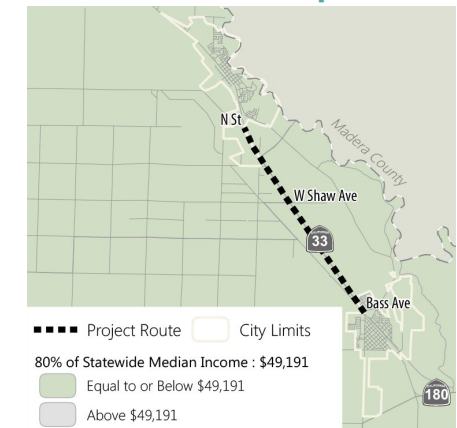 N St
Madera County
W Shaw Ave
33
Bass Ave
Project Route
City Limits
80% of Statewide Median Income : $49,191
Equal to or Below $49,191
Above $49,191
180